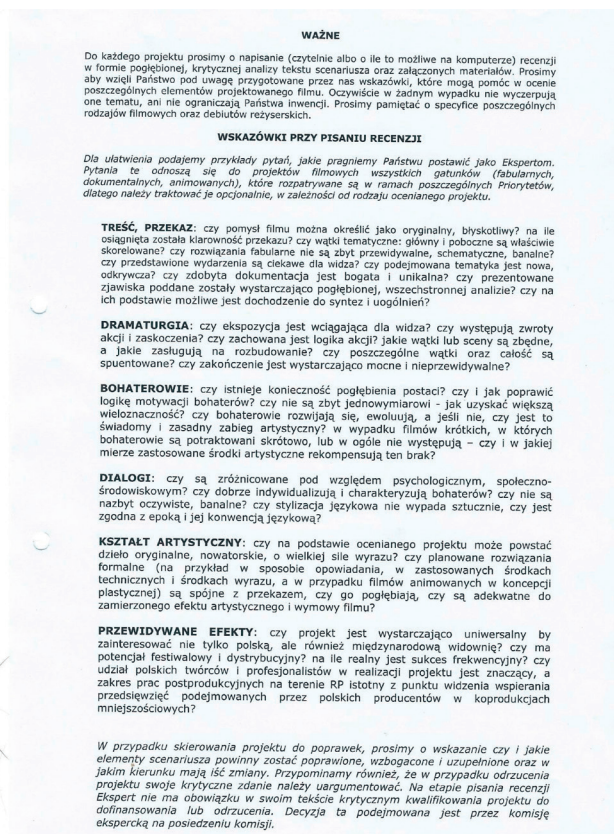 WAŻNE
Do każdego projektu prosimy o napisanie (czytelnie albo o ile to możliwe na komputerze) recenzji
w formie pogłębionej, krytycznej analizy tekstu scenariusza oraz załączonych materiałów. Prosimy
aby wzięli Państwo pod uwagę przygotowane przez nas wskazówki, które mogą pomóc w ocenie
poszczególnych elementów projektowanego filmu. Oczywiście w żadnym wypadku nie wyczerpują
one tematu, ani nie ograniczają Państwa inwencji. Prosimy pamiętać o specyfice poszczególnych
rodzajów filmowych oraz debiutów reżyserskich.
WSKAZÓWKI PRZY PISANIU RECENZJI
Dla ułatwienia podajemy przykłady pytań, jakie pragniemy Państwu postawić jako Ekspertom.
Pytania te odnoszą się do projektów filmowych wszystkich gatunków (fabularnych,
dokumentalnych, animowanych), które rozpatrywane są w ramach poszczególnych Priorytetów,
dlatego należy traktować je opcjonalnie, w zależności od rodzaju ocenianego projektu.
TREŚĆ, PRZEKAZ: czy pomysł filmu można określić jako oryginalny, błyskotliwy? na ile
osiągnięta została klarowność przekazu? czy wątki tematyczne: główny i poboczne są właściwie
skorelowane? czy rozwiązania fabularne nie są zbyt przewidywalne, schematyczne, banalne?
czy przedstawione wydarzenia są ciekawe dla widza? czy podejmowana tematyka jest nowa,
odkrywcza? czy zdobyta dokumentacja jest bogata i unikalna? czy prezentowane
zjawiska poddane zostały wystarczająco pogłębionej, wszechstronnej analizie? czy na
ich podstawie możliwe jest dochodzenie do syntez i uogólnień?
DRAMATURGIA: czy ekspozycja jest wciągająca dla widza? czy występują zwroty
akcji i zaskoczenia? czy zachowana jest logika akcji? jakie wątki lub sceny są zbędne,
a jakie zasługują na rozbudowanie? czy poszczególne wątki oraz całość są
spuentowane? czy zakończenie jest wystarczająco mocne i nieprzewidywalne?
BOHATEROWIE: czy istnieje konieczność pogłębienia postaci? czy i jak poprawić
logikę motywacji bohaterów? czy nie są zbyt jednowymiarowi - jak uzyskać większą
wieloznaczność? czy bohaterowie rozwijają się, ewoluują, a jeśli nie, czy jest to
świadomy i zasadny zabieg artystyczny? w wypadku filmów krótkich, w których
bohaterowie są potraktowani skrótowo, lub w ogóle nie występują – czy i w jakiej
mierze zastosowane środki artystyczne rekompensują ten brak?
DIALOGI: czy są zróżnicowane pod względem psychologicznym, społeczno-
środowiskowym? czy dobrze indywidualizują i charakteryzują bohaterów? czy nie są
nazbyt oczywiste, banalne? czy stylizacja językowa nie wypada sztucznie, czy jest
zgodna z epoką i jej konwencją językową?
KSZTAŁT ARTYSTYCZNY: czy na podstawie ocenianego projektu może powstać
dzieło oryginalne, nowatorskie, o wielkiej sile wyrazu? czy planowane rozwiązania
formalne (na przykład w sposobie opowiadania, w zastosowanych środkach
technicznych i środkach wyrazu, a w przypadku filmów animowanych w koncepcji
plastycznej) są spójne z przekazem, czy go pogłębiają, czy są adekwatne do
zamierzonego efektu artystycznego i wymowy filmu?
PRZEWIDYWANE EFEKTY: czy projekt jest wystarczająco uniwersalny by
zainteresować nie tylko polską, ale również międzynarodową widownię? czy ma
potencjał festiwalowy i dystrybucyjny? na ile realny jest sukces frekwencyjny? czy
udział polskich twórców i profesjonalistów w realizacji projektu jest znaczący, a
zakres prac postprodukcyjnych na terenie RP istotny z punktu widzenia wspierania
przedsięwzięć podejmowanych przez polskich producentów w koprodukcjach
mniejszościowych?
W przypadku skierowania projektu do poprawek, prosimy o wskazanie czy i jakie
elementy scenariusza powinny zostać poprawione, wzbogacone i uzupełnione oraz w
jakim kierunku mają iść zmiany. Przypominamy również, że w przypadku odrzucenia
projektu swoje krytyczne zdanie należy uargumentować. Na etapie pisania recenzji
Ekspert nie ma obowiązku w swoim tekście krytycznym kwalifikowania projektu do
dofinansowania lub odrzucenia. Decyzja ta podejmowana jest przez komisję
ekspercką na posiedzeniu komisji.